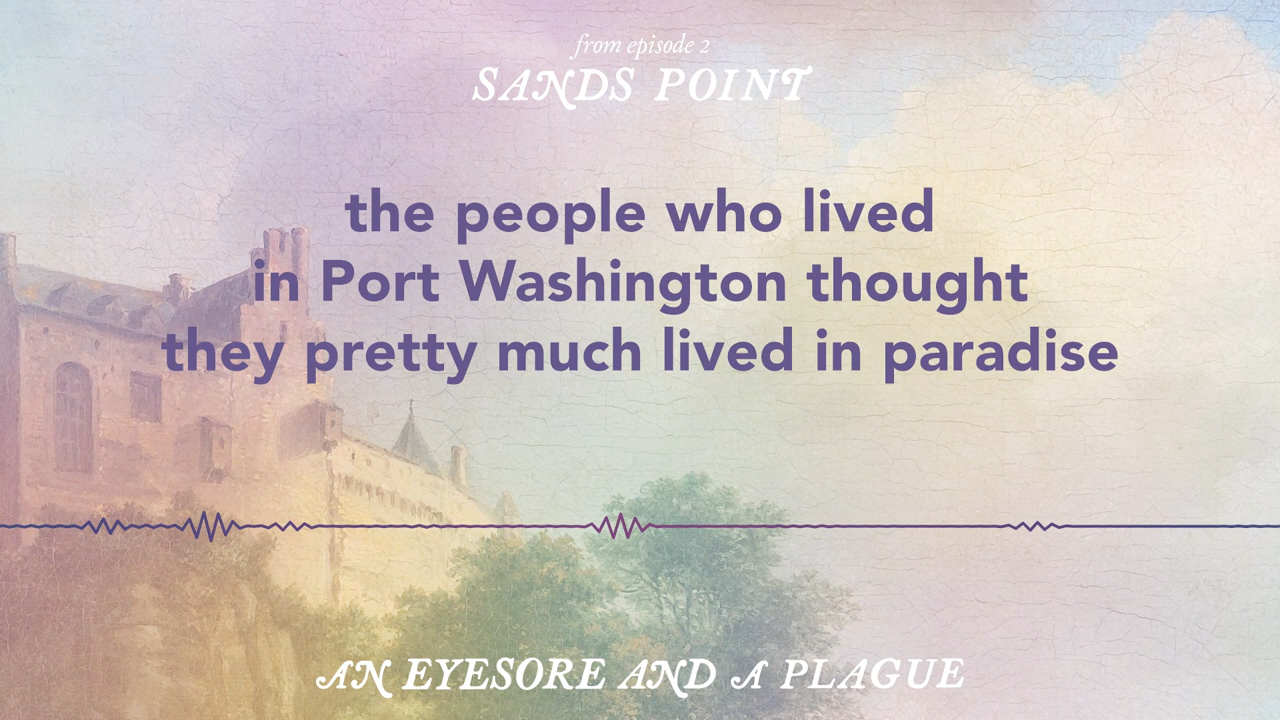 from episode 2
SANDS POINT
the people who lived
in Port Washington thought
they pretty much lived in paradise
AN EYESORE AND A PLAGUE